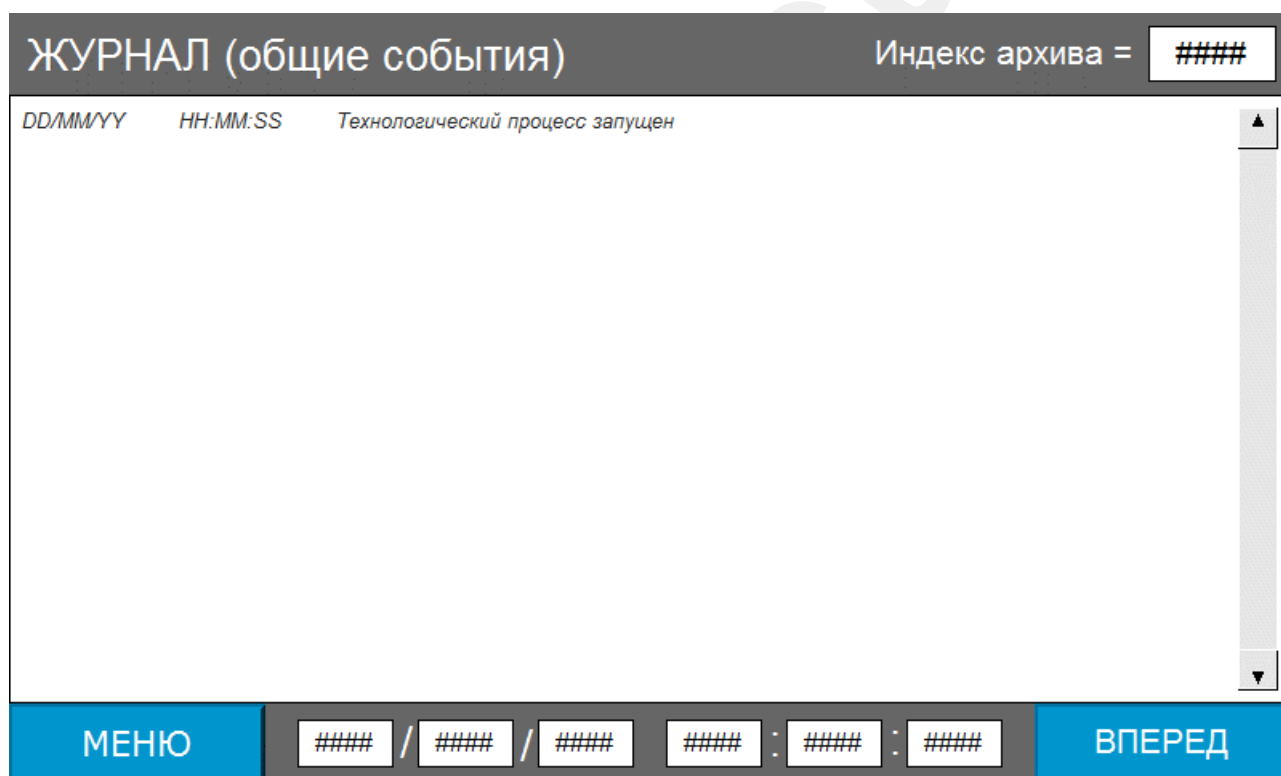 ЖУРНАЛ (общие события) Индекс архива = ####
DD/MM/YY HH:MM:SS Технологический процесс запущен
МЕНЮ #### / #### / #### #### : #### : #### ВПЕРЕД